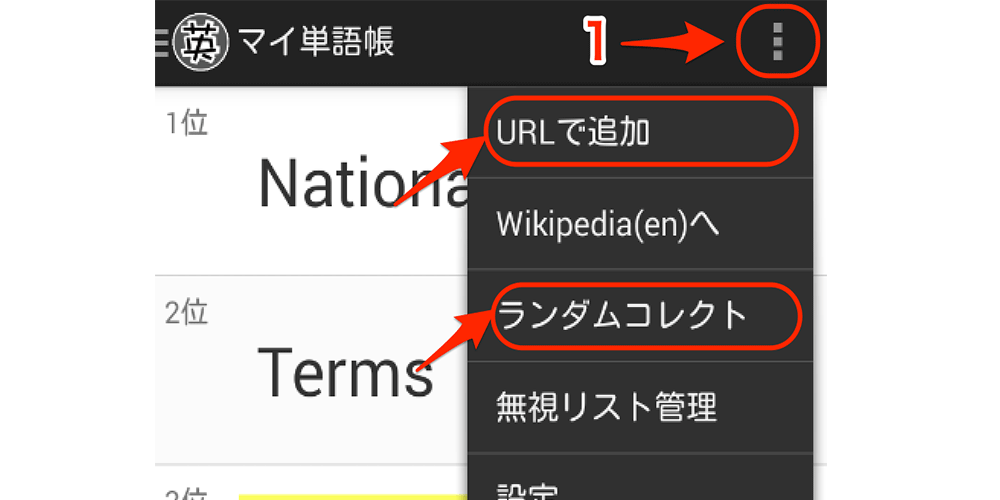 英 マイ単語帳 1
1位
URLで追加
Nationa
Wikipedia(en)へ
2位
ランダムコレクト
Terms
無視リスト管理
設定